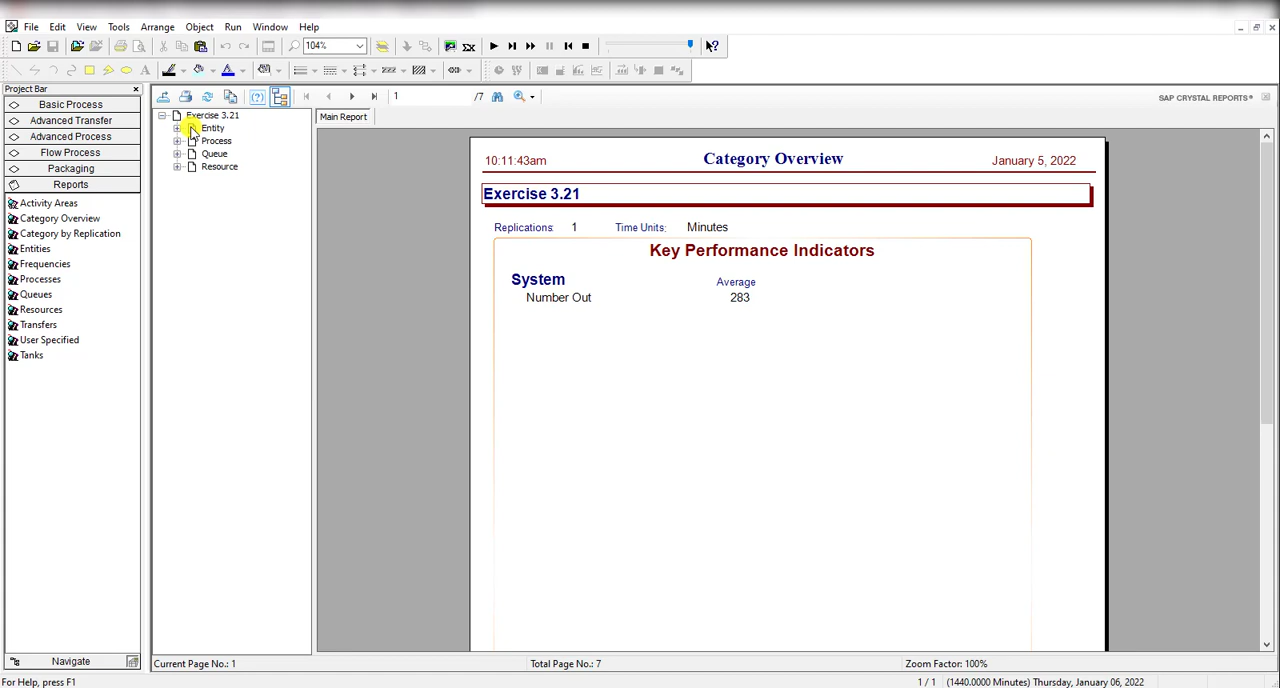 File Edit View Tools Arrange Object Run Window Help
104%
Project Bar
Basic Process
Advanced Transfer
Advanced Process
Flow Process
Packaging
Reports
Activity Areas
Category Overview
Category by Replication
Entities
Frequencies
Processes
Queues
Resources
Transfers
User Specified
Tanks
Navigate
1 /7
SAP CRYSTAL REPORTS®
Exercise 3.21
Entity
Process
Queue
Resource
Main Report
10:11:43am Category Overview January 5, 2022
Exercise 3.21
Replications: 1 Time Units: Minutes
Key Performance Indicators
System Average
Number Out 283
Current Page No.: 1 Total Page No.: 7 Zoom Factor: 100%
For Help, press F1 1 / 1 (1440.0000 Minutes) Thursday, January 06, 2022